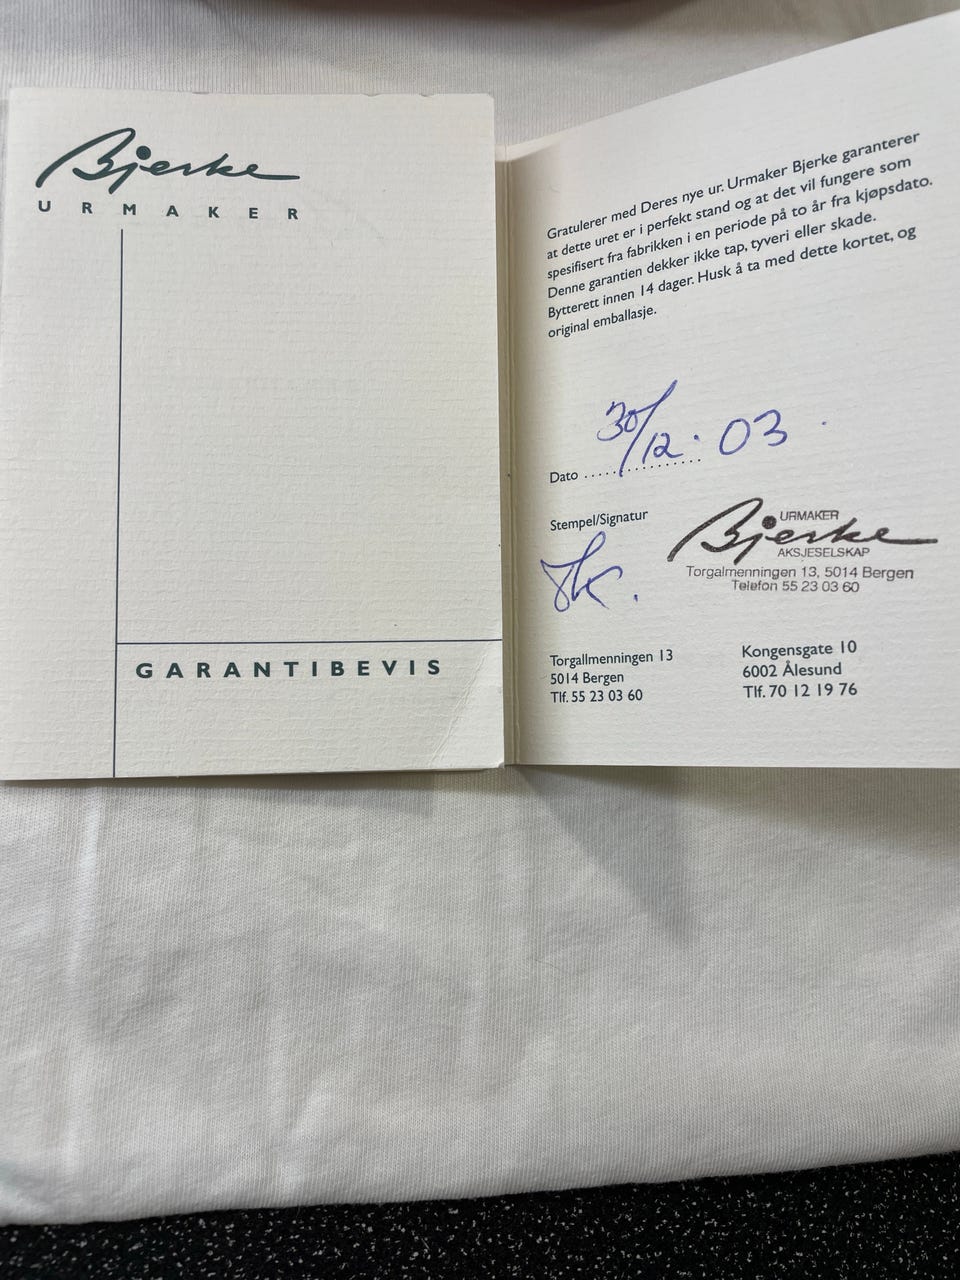 Bjerke
URMAKER
GARANTIBEVIS
Gratulerer med Deres nye ur. Urmaker Bjerke garanterer
at dette uret er i perfekt stand og at det vil fungere som
spesifisert fra fabrikken i en periode på to år fra kjøpsdato.
Denne garantien dekker ikke tap, tyveri eller skade.
Bytterett innen 14 dager. Husk å ta med dette kortet, og
original emballasje.
Dato ..................... 30/12. 03
Stempel/Signatur
URMAKER
Bjerke
AKSJESELSKAP
Torgalmenningen 13, 5014 Bergen
Telefon 55 23 03 60
Torgallmenningen 13
5014 Bergen
Tlf. 55 23 03 60
Kongensgate 10
6002 Ålesund
Tlf. 70 12 19 76